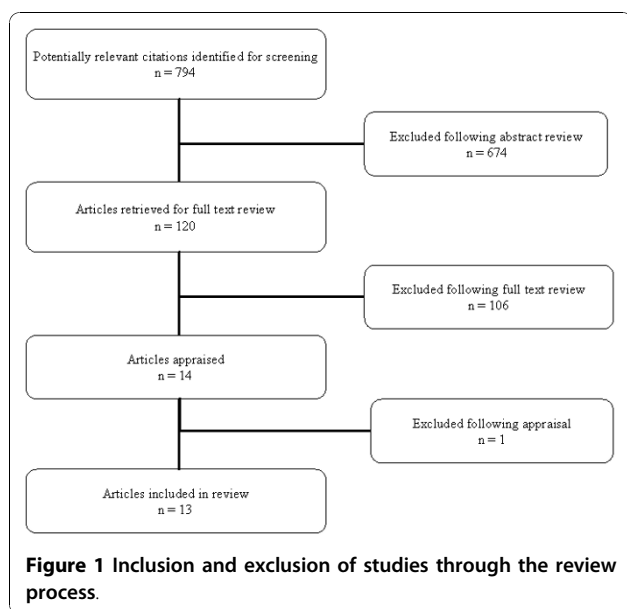 Potentially relevant citations identified for screening
n = 794
Excluded following abstract review
n = 674
Articles retrieved for full text review
n = 120
Excluded following full text review
n = 106
Articles appraised
n = 14
Excluded following appraisal
n = 1
Articles included in review
n = 13
Figure 1 Inclusion and exclusion of studies through the review
process.